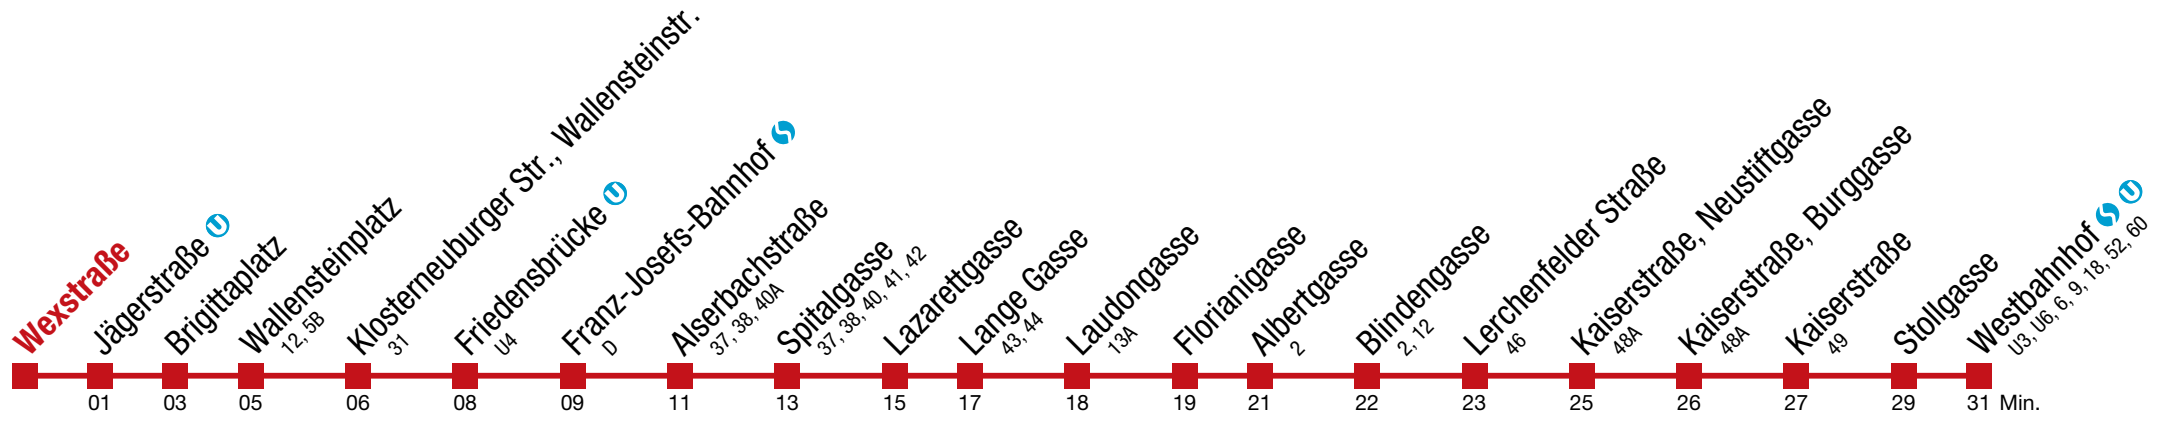 Wexstraße
Jägerstraße U
Brigittaplatz
Wallensteinplatz
12, 5B
Klosterneuburger Str., Wallensteinstr.
31
Friedensbrücke U
U4
Franz-Josefs-Bahnhof S
D
Alserbachstraße
37, 38, 40A
Spitalgasse
37, 38, 40, 41, 42
Lazarettgasse
Lange Gasse
43, 44
Laudongasse
13A
Florianigasse
Albertgasse
2
Blindengasse
2, 12
Lerchenfelder Straße
46
Kaiserstraße, Neustiftgasse
48A
Kaiserstraße, Burggasse
48A
Kaiserstraße
49
Stollgasse
Westbahnhof S U
U3, U6, 6, 9, 18, 52, 60
01 03 05 06 08 09 11 13 15 17 18 19 21 22 23 25 26 27 29 31 Min.